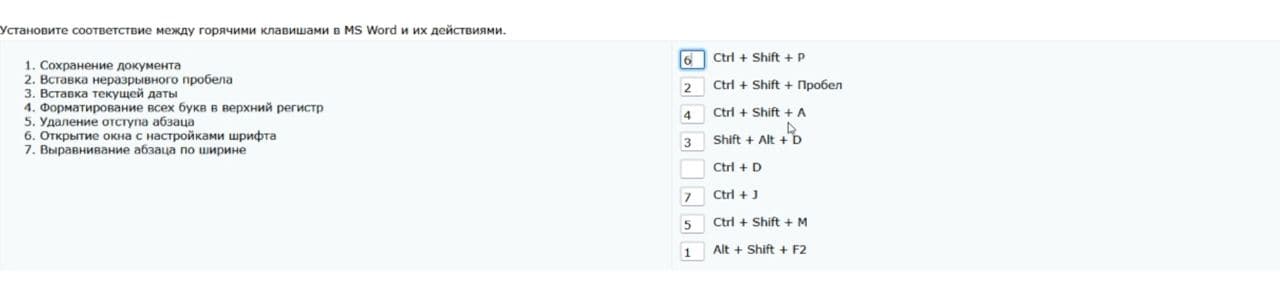 Установите соответствие между горячими клавишами в MS Word и их действиями.
1. Сохранение документа
2. Вставка неразрывного пробела
3. Вставка текущей даты
4. Форматирование всех букв в верхний регистр
5. Удаление отступа абзаца
6. Открытие окна с настройками шрифта
7. Выравнивание абзаца по ширине
6 Ctrl + Shift + P
2 Ctrl + Shift + Пробел
4 Ctrl + Shift + A
3 Shift + Alt + D
Ctrl + D
7 Ctrl + J
5 Ctrl + Shift + M
1 Alt + Shift + F2